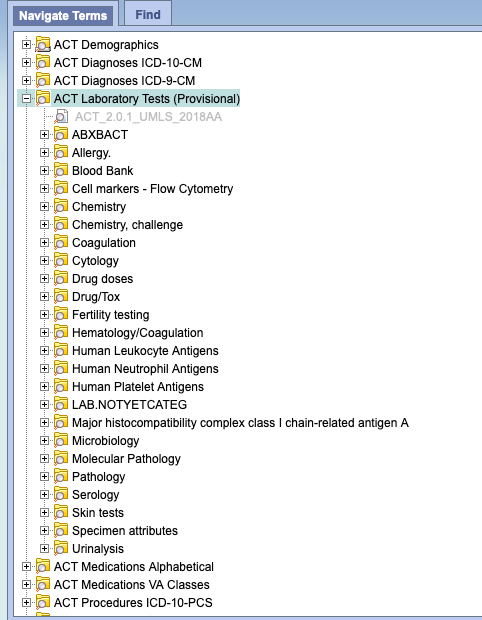 Navigate Terms Find
ACT Demographics
ACT Diagnoses ICD-10-CM
ACT Diagnoses ICD-9-CM
ACT Laboratory Tests (Provisional)
ACT_2.0.1_UMLS_2018AA
ABXBACT
Allergy.
Blood Bank
Cell markers - Flow Cytometry
Chemistry
Chemistry, challenge
Coagulation
Cytology
Drug doses
Drug/Tox
Fertility testing
Hematology/Coagulation
Human Leukocyte Antigens
Human Neutrophil Antigens
Human Platelet Antigens
LAB.NOTYETCATEG
Major histocompatibility complex class I chain-related antigen A
Microbiology
Molecular Pathology
Pathology
Serology
Skin tests
Specimen attributes
Urinalysis
ACT Medications Alphabetical
ACT Medications VA Classes
ACT Procedures ICD-10-PCS